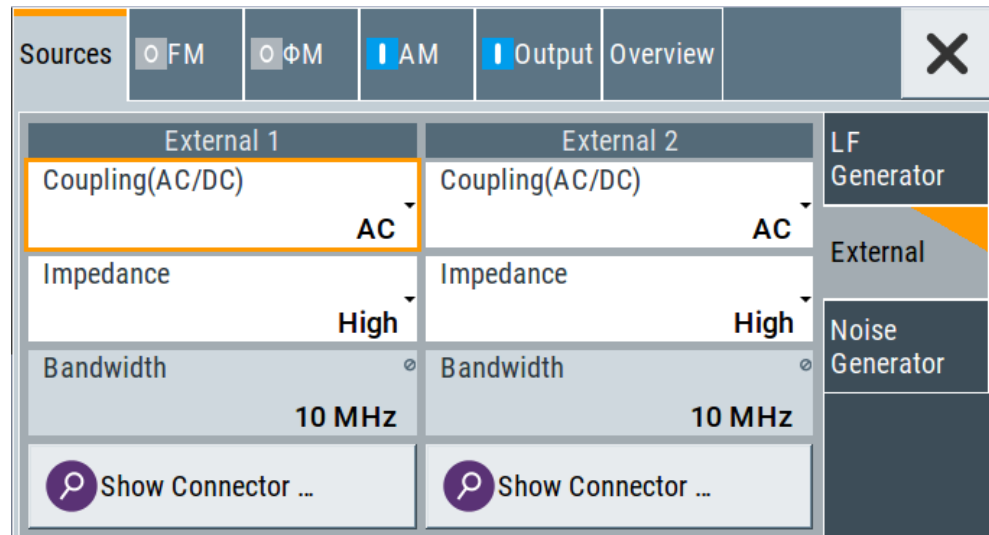 Sources
O FM
O ΦM
I AM
I Output
Overview
External 1
Coupling(AC/DC)
AC
Impedance
High
Bandwidth
10 MHz
Show Connector ...
External 2
Coupling(AC/DC)
AC
Impedance
High
Bandwidth
10 MHz
Show Connector ...
LF
Generator
External
Noise
Generator